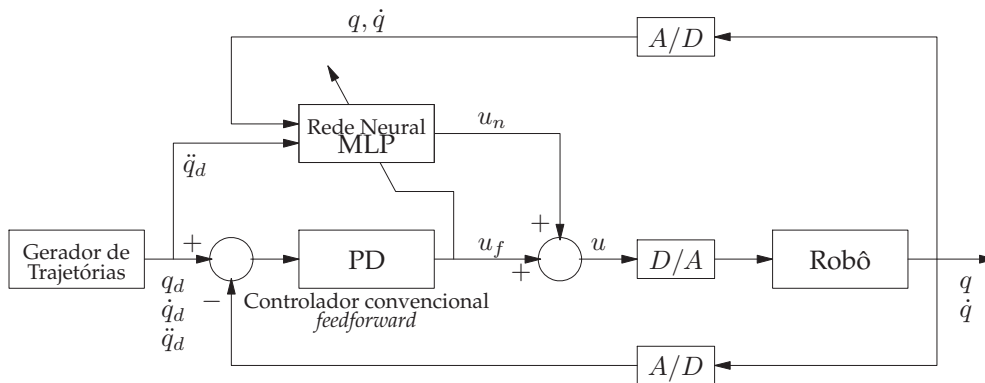 q, q̇
A/D
Rede Neural
MLP
u_n
q̈_d
Gerador de
Trajetórias
+
−
q_d
q̇_d
q̈_d
PD
u_f
Controlador convencional
feedforward
+
+
u
D/A
Robô
q
q̇
A/D